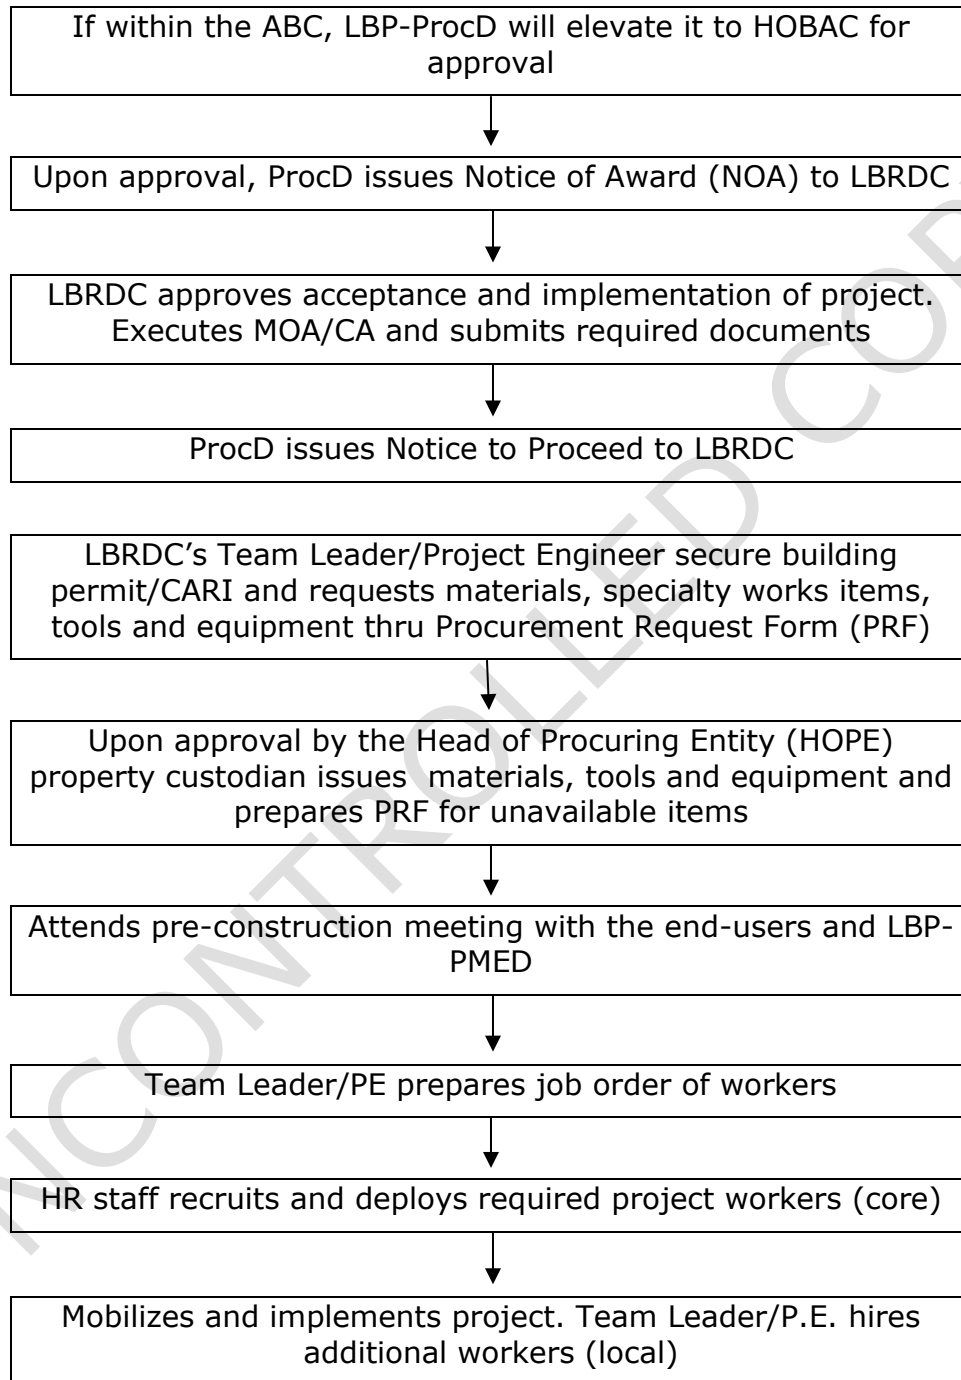 If within the ABC, LBP-ProcD will elevate it to HOBAC for
approval
Upon approval, ProcD issues Notice of Award (NOA) to LBRDC
LBRDC approves acceptance and implementation of project.
Executes MOA/CA and submits required documents
ProcD issues Notice to Proceed to LBRDC
LBRDC’s Team Leader/Project Engineer secure building
permit/CARI and requests materials, specialty works items,
tools and equipment thru Procurement Request Form (PRF)
Upon approval by the Head of Procuring Entity (HOPE)
property custodian issues  materials, tools and equipment and
prepares PRF for unavailable items
Attends pre-construction meeting with the end-users and LBP-
PMED
Team Leader/PE prepares job order of workers
HR staff recruits and deploys required project workers (core)
Mobilizes and implements project. Team Leader/P.E. hires
additional workers (local)
NCONTROLLED COP